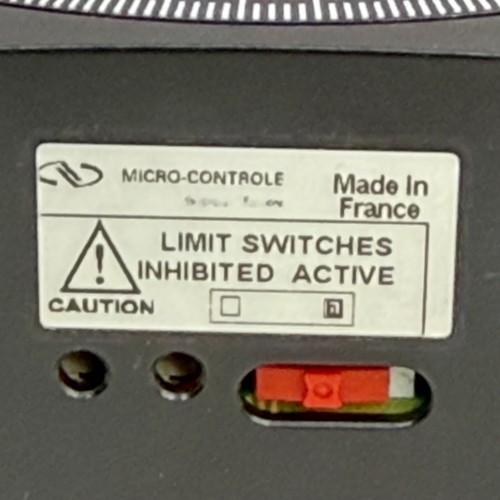 MICRO-CONTROLE
Made In
France
LIMIT SWITCHES
INHIBITED ACTIVE
CAUTION